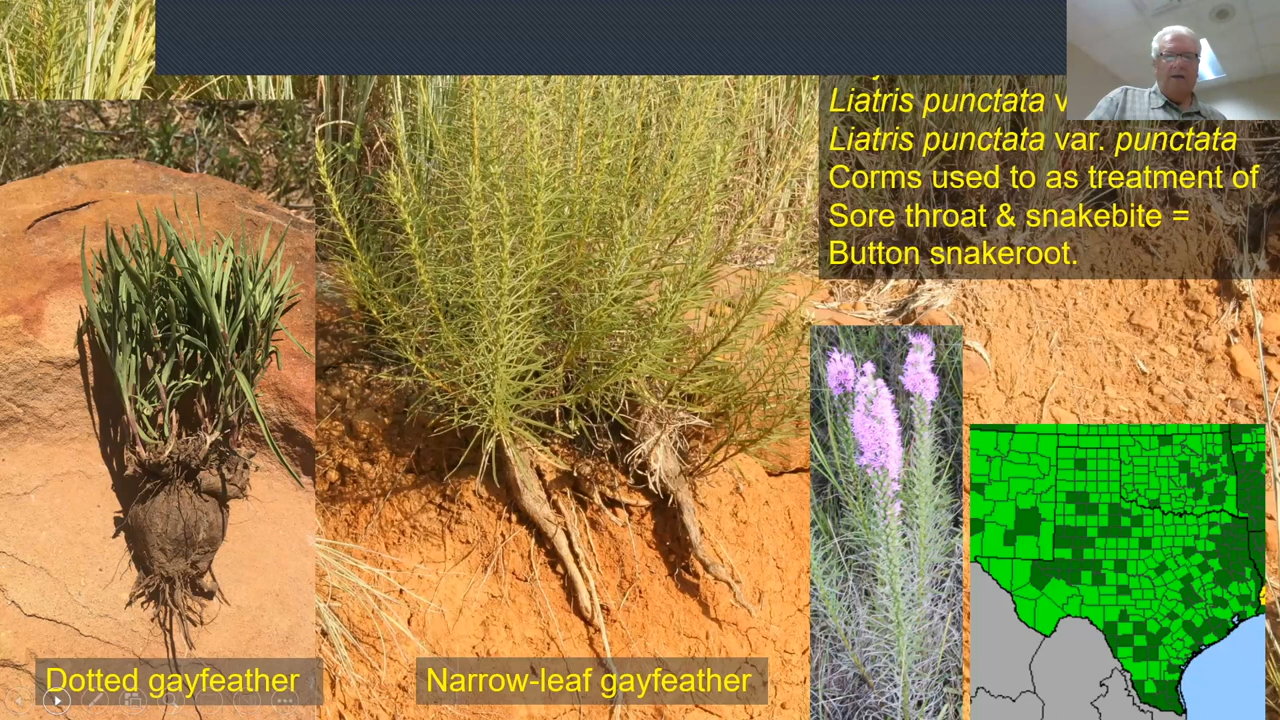 Liatris punctata v
Liatris punctata var. punctata
Corms used to as treatment of
Sore throat & snakebite =
Button snakeroot.
Dotted gayfeather
Narrow-leaf gayfeather